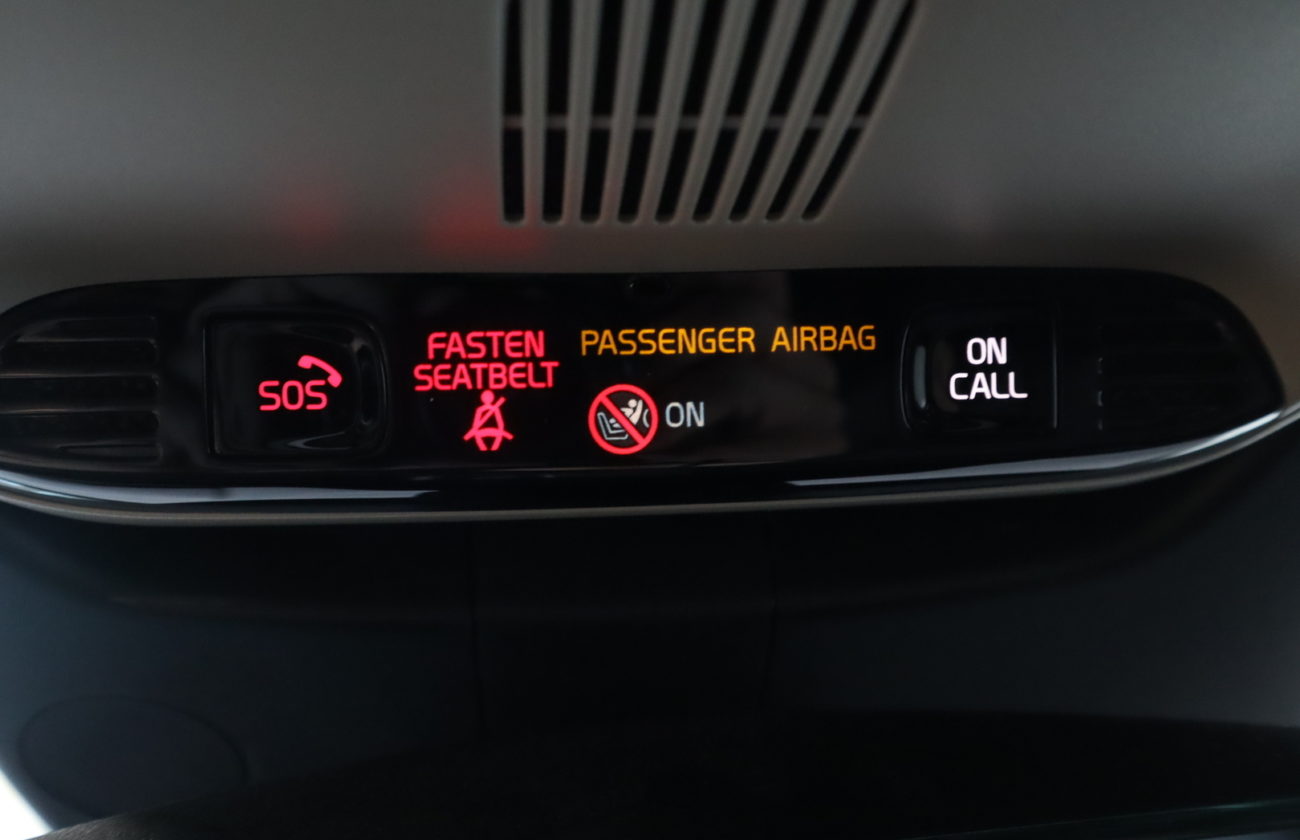 SOS
FASTEN
SEATBELT
PASSENGER AIRBAG
ON
ON
CALL